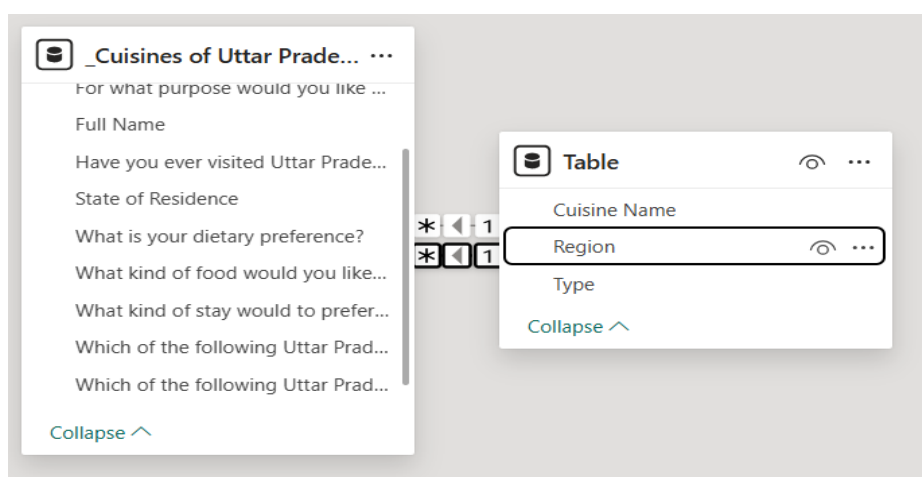 _Cuisines of Uttar Prade... ...
For what purpose would you like ...
Full Name
Have you ever visited Uttar Prade...
State of Residence
What is your dietary preference?
What kind of food would you like...
What kind of stay would to prefer...
Which of the following Uttar Prad...
Which of the following Uttar Prad...
Collapse
* 1
* 1
Table ...
Cuisine Name
Region ...
Type
Collapse